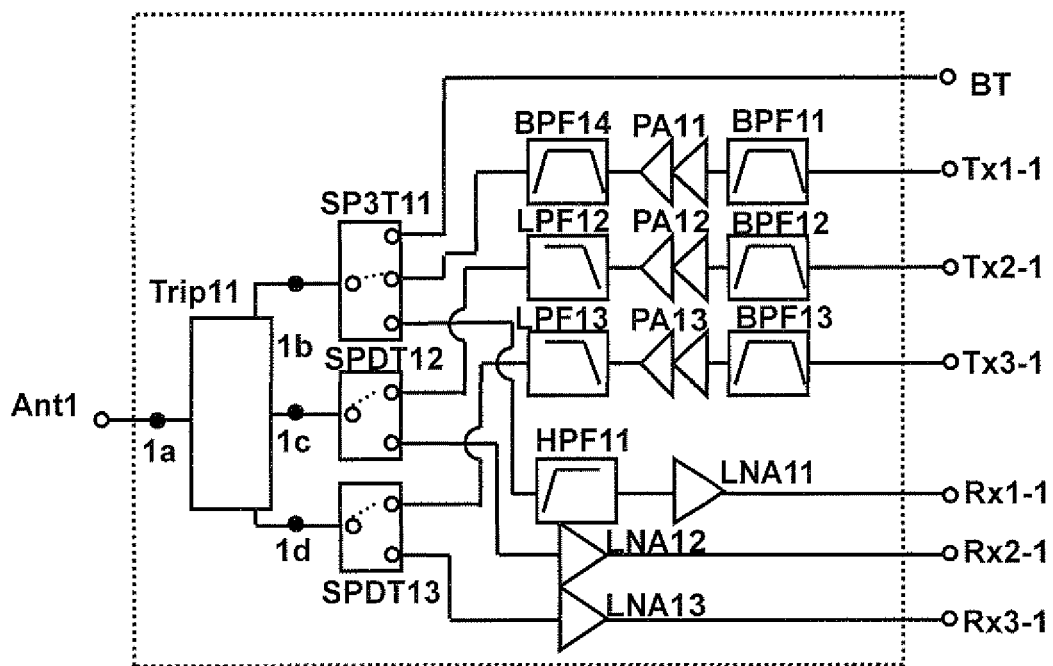 BT
BPF14 PA11 BPF11
Tx1-1
SP3T11 LPF12 PA12 BPF12
Tx2-1
Trip11
1b LPF13 PA13 BPF13
SPDT12
Tx3-1
Ant1
1a 1c HPF11
LNA11 Rx1-1
1d LNA12 Rx2-1
SPDT13 LNA13 Rx3-1